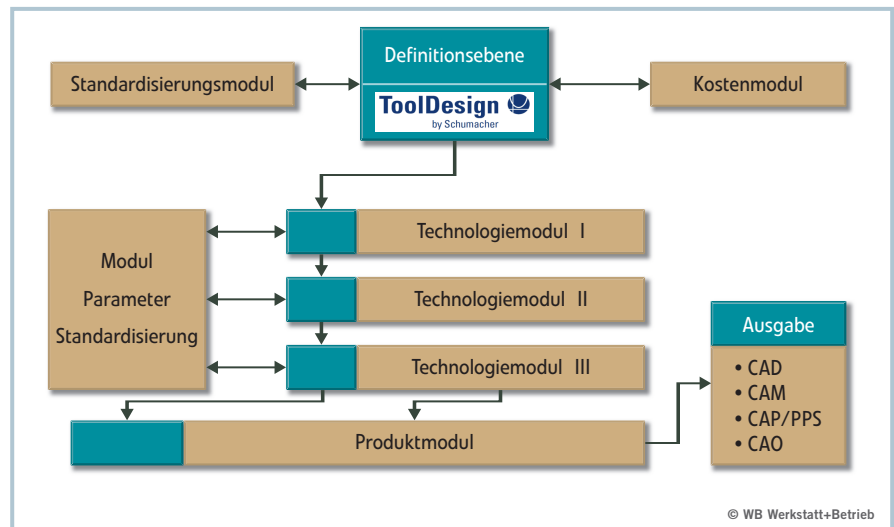 Definitionsebene
Standardisierungsmodul
Kostenmodul
ToolDesign
by Schumacher
Technologiemodul I
Modul
Parameter
Standardisierung
Technologiemodul II
Technologiemodul III
Ausgabe
• CAD
• CAM
• CAP/PPS
• CAO
Produktmodul
© WB Werkstatt+Betrieb